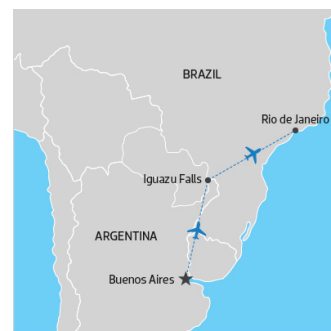 BRAZIL
Rio de Janeiro
Iguazu Falls
ARGENTINA
Buenos Aires